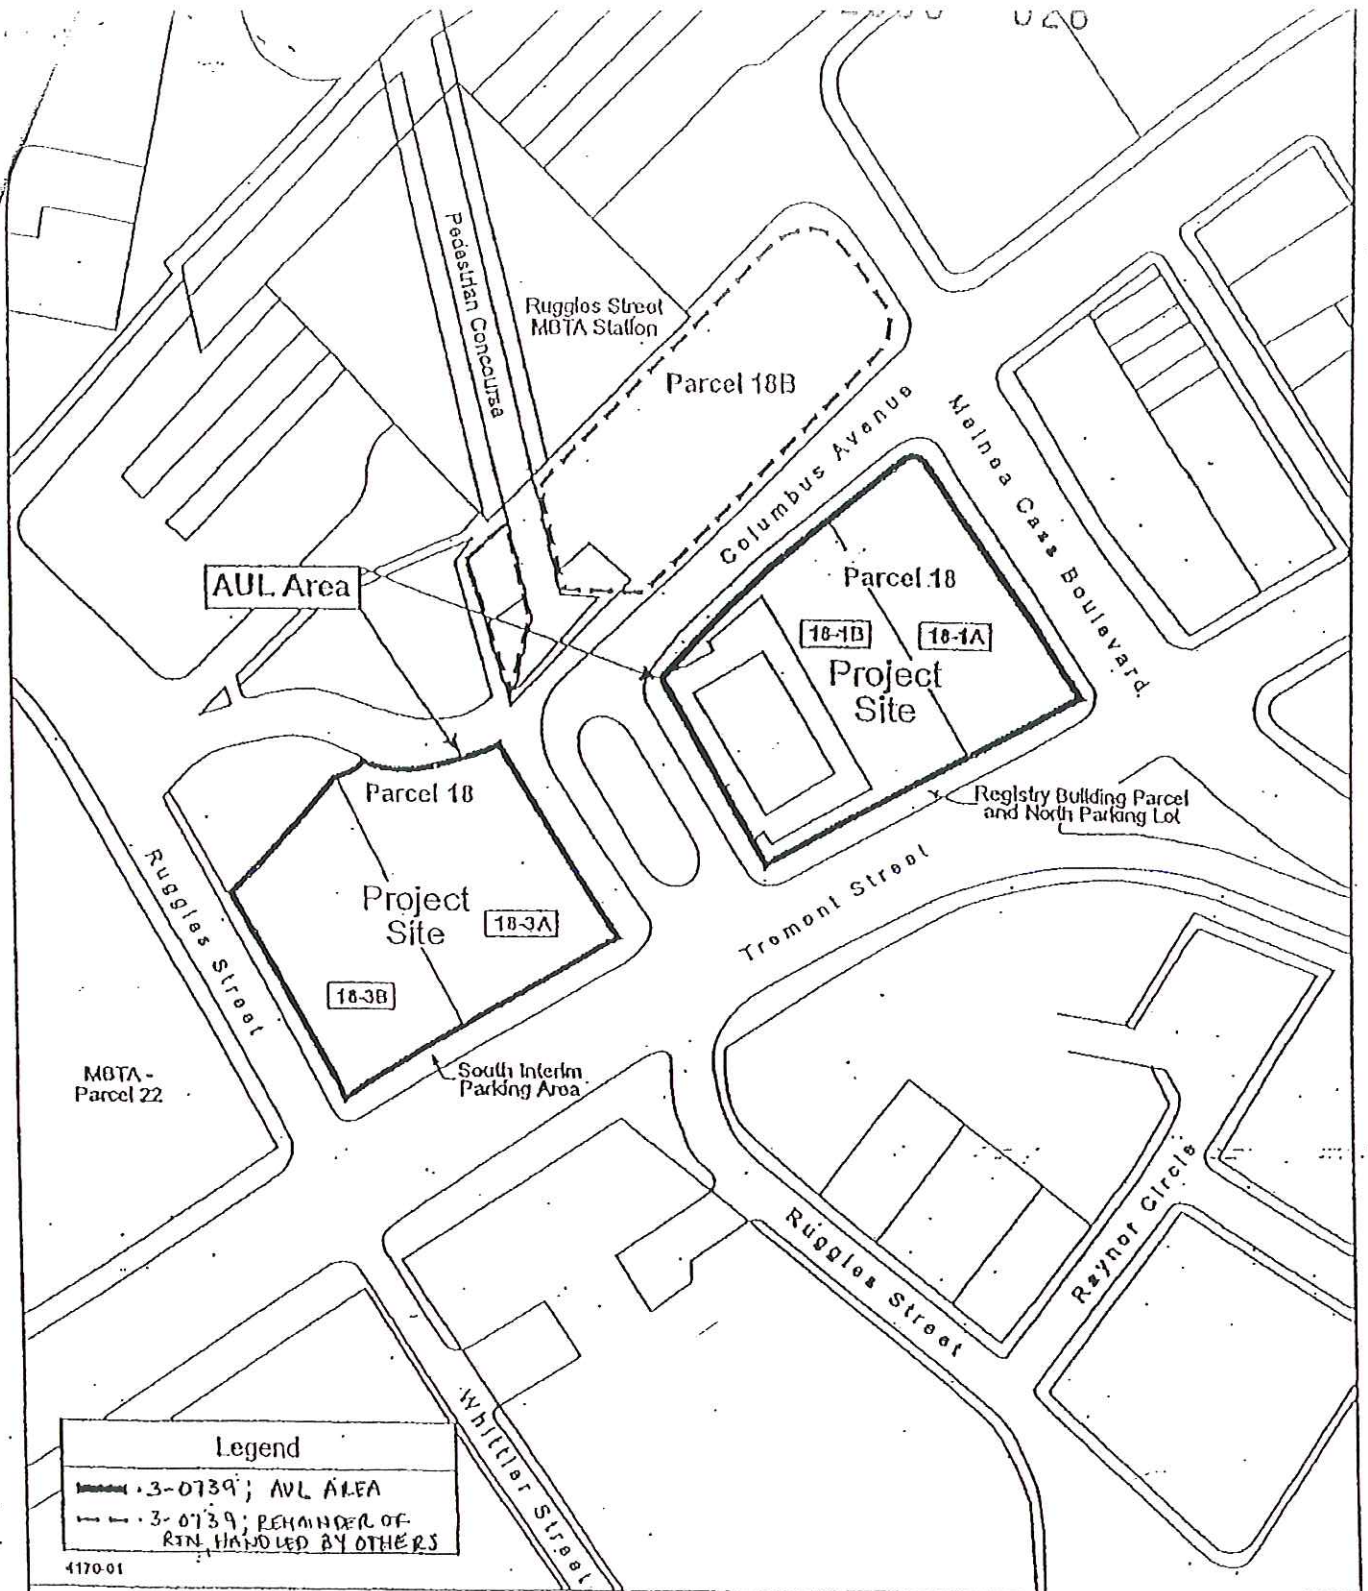 Pedestrian Concourse
Ruggles Street
MBTA Station
Parcel 18B
Columbus Avenue
Melnea Cass Boulevard
AUL Area
Parcel 18
18-1B
18-1A
Project
Site
Parcel 18
Registry Building Parcel
and North Parking Lot
Ruggles Street
Project
Site
18-3A
Tremont Street
18-3B
MBTA -
Parcel 22
South Interim
Parking Area
Ruggles Street
Raynor Circle
Whittier Street
Legend
3-0739; AUL AREA
3-0739; REMAINDER OF
RTN HANDLED BY OTHERS
4170-01